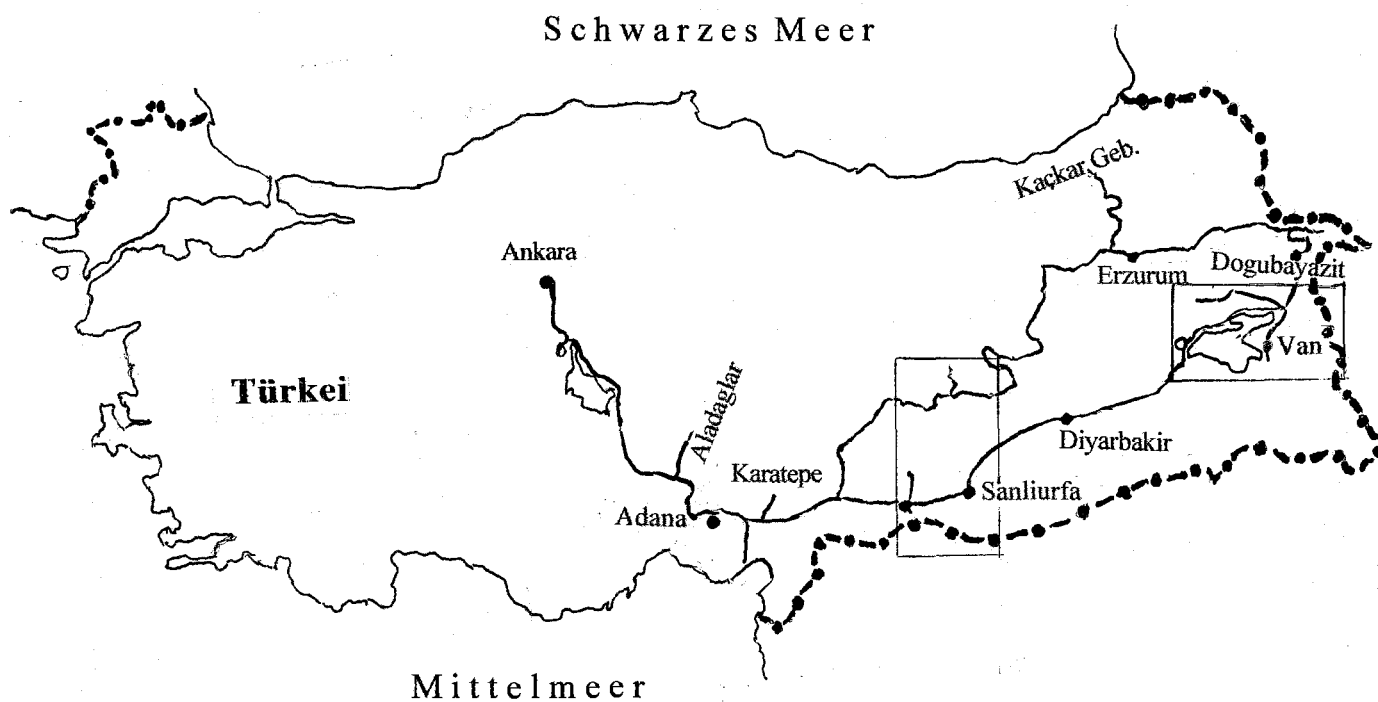 Schwarzes Meer
Kaçkar Geb.
Ankara
Erzurum
Dogubayazit
Van
Türkei
Aladaglar
Diyarbakir
Karatepe
Sanliurfa
Adana
Mittelmeer